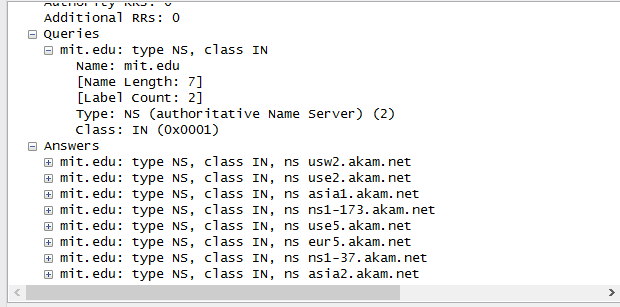 Authority RRs: 0
Additional RRs: 0
Queries
mit.edu: type NS, class IN
Name: mit.edu
[Name Length: 7]
[Label Count: 2]
Type: NS (authoritative Name Server) (2)
Class: IN (0x0001)
Answers
mit.edu: type NS, class IN, ns usw2.akam.net
mit.edu: type NS, class IN, ns use2.akam.net
mit.edu: type NS, class IN, ns asia1.akam.net
mit.edu: type NS, class IN, ns ns1-173.akam.net
mit.edu: type NS, class IN, ns use5.akam.net
mit.edu: type NS, class IN, ns eur5.akam.net
mit.edu: type NS, class IN, ns ns1-37.akam.net
mit.edu: type NS, class IN, ns asia2.akam.net